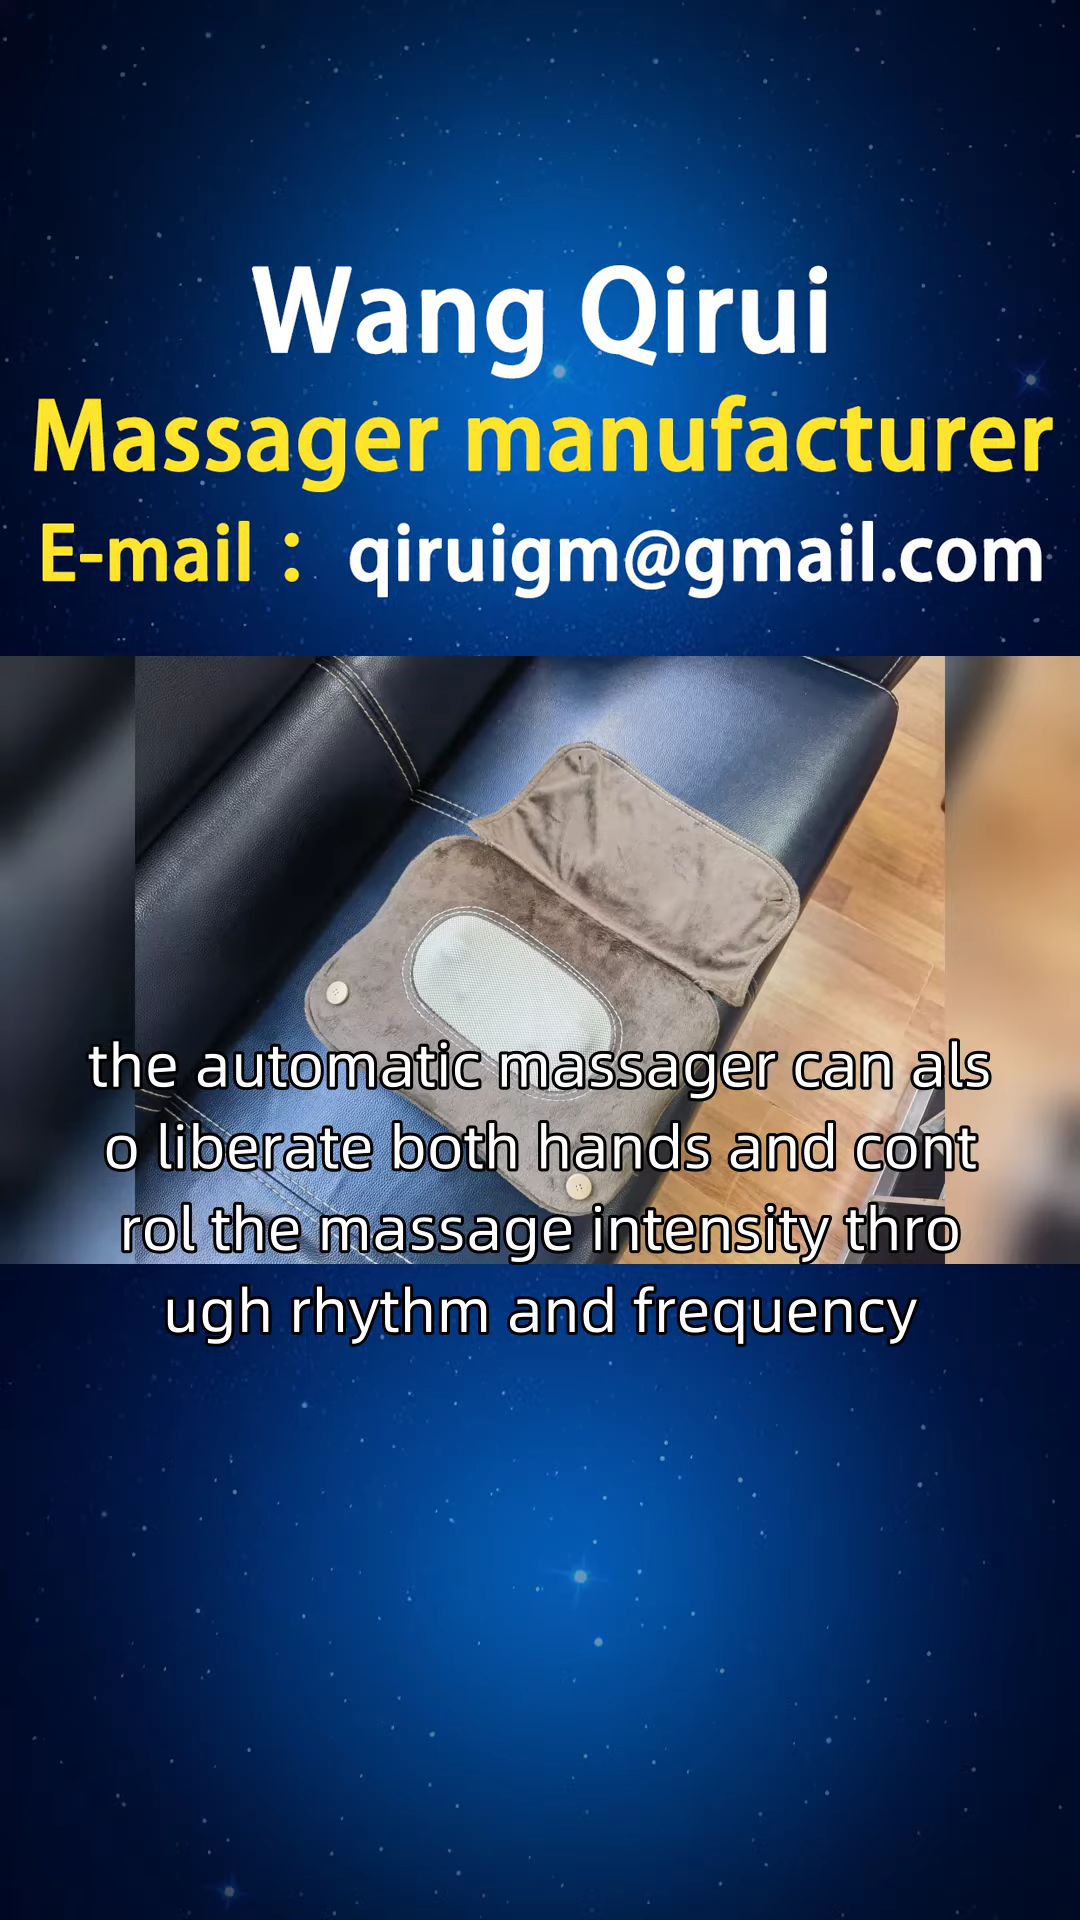 Wang Qirui
Massager manufacturer
E-mail： qiruigm@gmail.com
the automatic massager can als
o liberate both hands and cont
rol the massage intensity thro
ugh rhythm and frequency